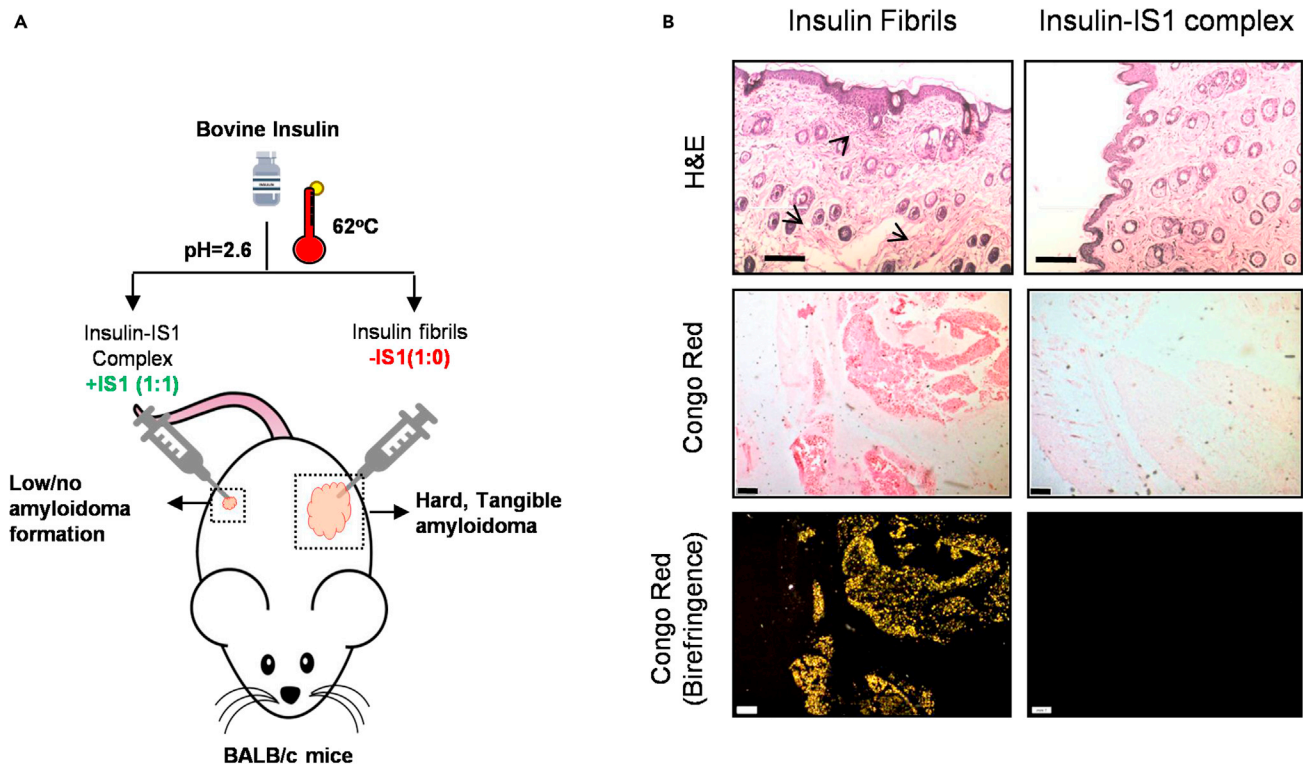 A
Bovine Insulin
INSULIN
62°C
pH=2.6
Insulin-IS1
Complex
+IS1 (1:1)
Insulin fibrils
-IS1(1:0)
Low/no
amyloidoma
formation
Hard, Tangible
amyloidoma
BALB/c mice
B
Insulin Fibrils
Insulin-IS1 complex
H&E
Congo Red
Congo Red
(Birefringence)